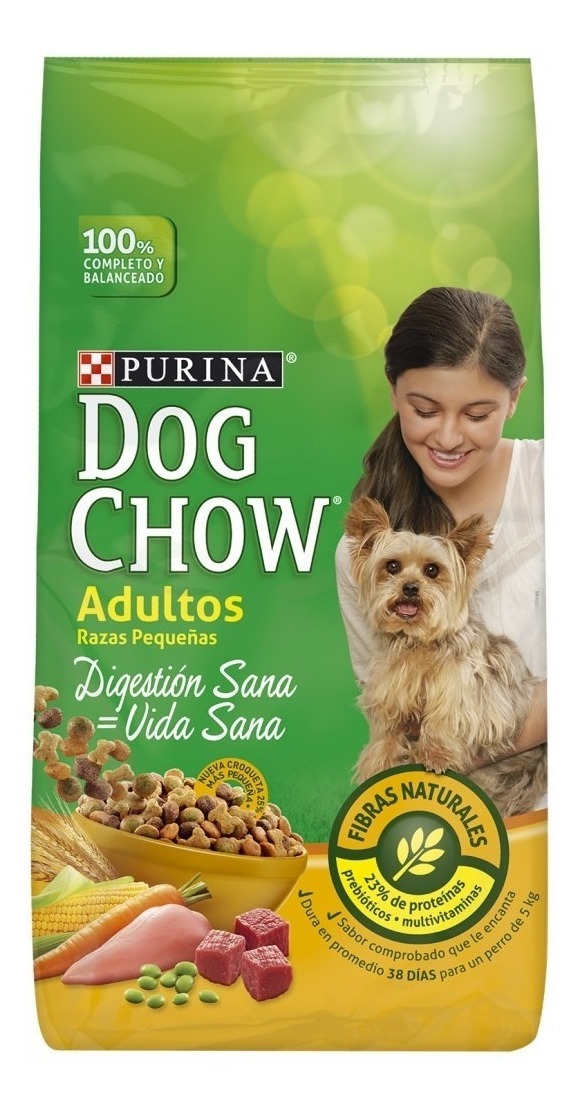 100%
COMPLETO Y
BALANCEADO
PURINA®
DOG
CHOW®
Adultos
Razas Pequeñas
Digestión Sana
= Vida Sana
NUEVA CROQUETA 25%
MÁS PEQUEÑA
FIBRAS NATURALES
23% de proteínas
prebióticos • multivitaminas
Sabor comprobado que le encanta
Dura en promedio 38 DÍAS para un perro de 5 kg